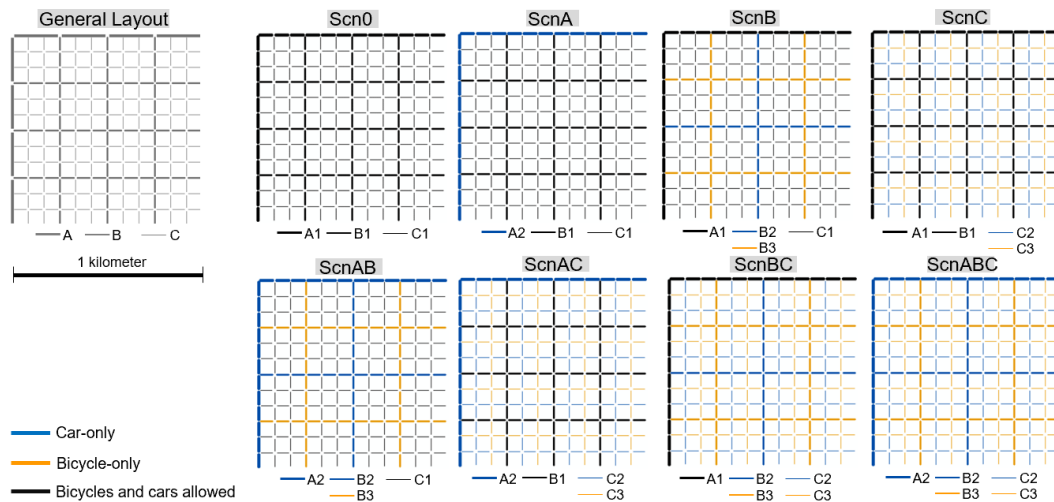 General Layout
Scn0
ScnA
ScnB
ScnC
A B C
A1 B1 C1
A2 B1 C1
A1 B2 C1
B3
A1 B1 C2
C3
1 kilometer
ScnAB
ScnAC
ScnBC
ScnABC
Car-only
Bicycle-only
Bicycles and cars allowed
A2 B2 C1
B3
A2 B1 C2
C3
A1 B2 C2
B3 C3
A2 B2 C2
B3 C3